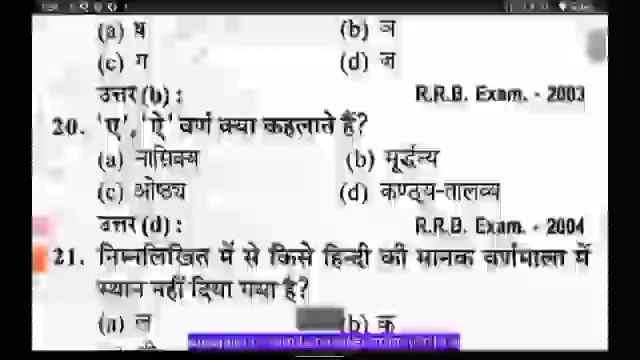 (a) ध (b) ञ
(c) ग (d) ज
उत्तर (b) : R.R.B. Exam. - 2003
20. 'ए', 'ऐ' वर्ण क्या कहलाते हैं?
(a) नासिक्य (b) मूर्द्धन्य
(c) ओष्ठ्य (d) कण्ठ्य-तालव्य
उत्तर (d) : R.R.B. Exam. - 2004
21. निम्नलिखित में से किसे हिन्दी की मानक वर्णमाला में
स्थान नहीं दिया गया है?
(a) ल (b) क